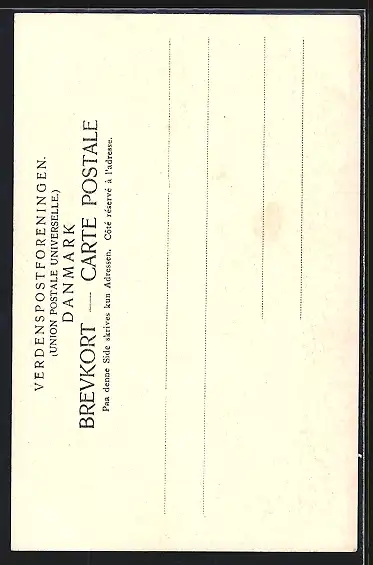 VERDENSPOSTFORENINGEN.
(UNION POSTALE UNIVERSELLE.)
DANMARK
BREVKORT — CARTE POSTALE
Paa denne Side skrives kun Adressen. Côté réservé à l'adresse.